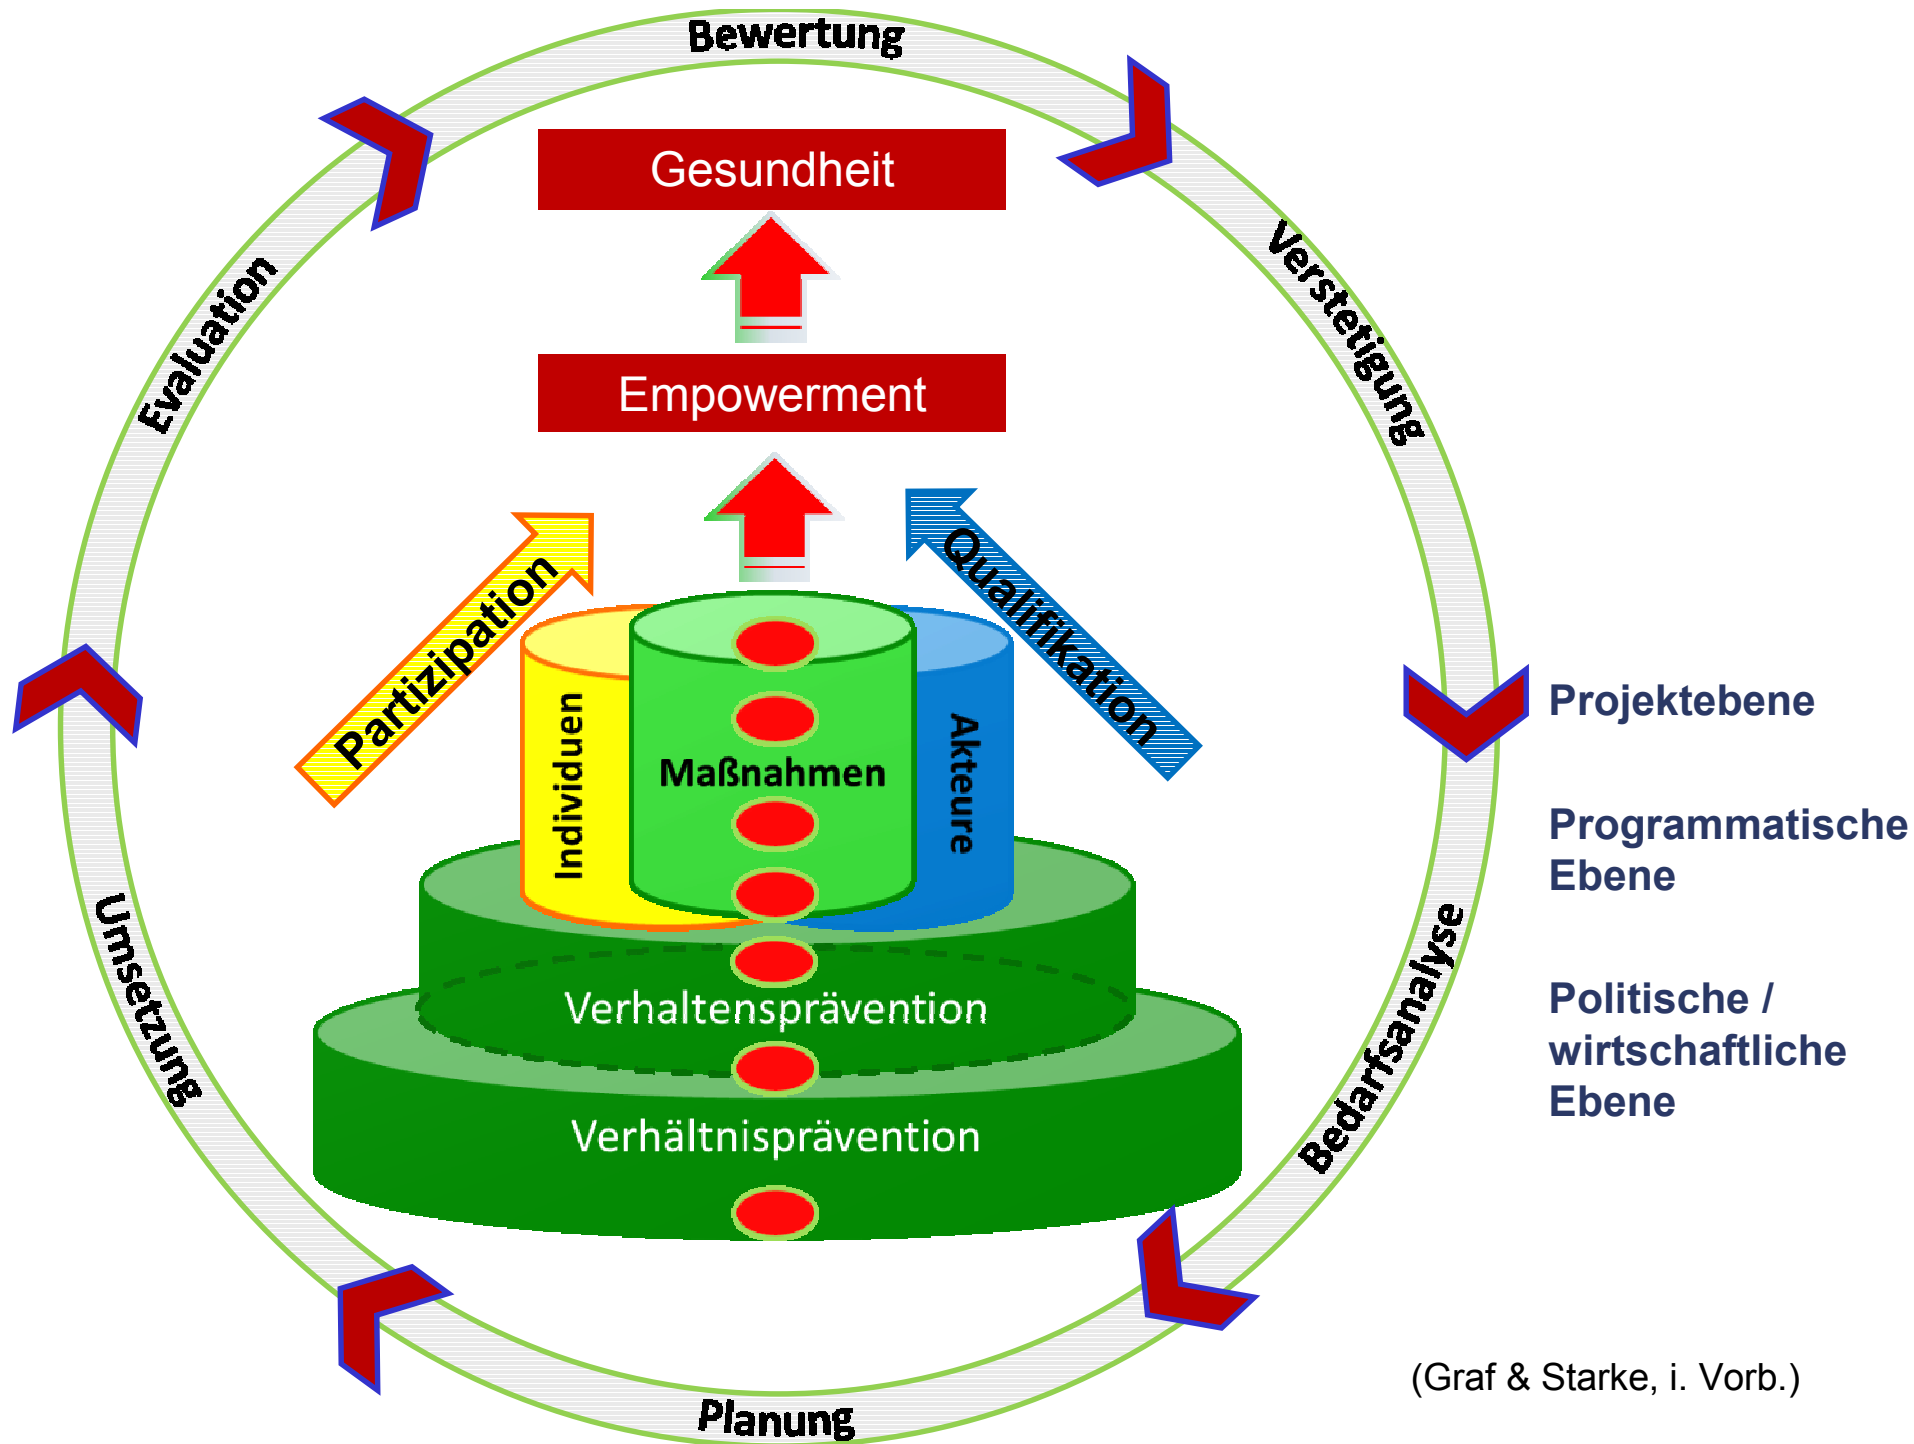 Bewertung
Gesundheit
Verstetigung
Evaluation
Empowerment
Partizipation
Qualifikation
Individuen
Maßnahmen
Akteure
Projektebene
Programmatische
Ebene
Umsetzung
Verhaltensprävention
Bedarfsanalyse
Politische /
wirtschaftliche
Ebene
Verhältnisprävention
Planung
(Graf & Starke, i. Vorb.)